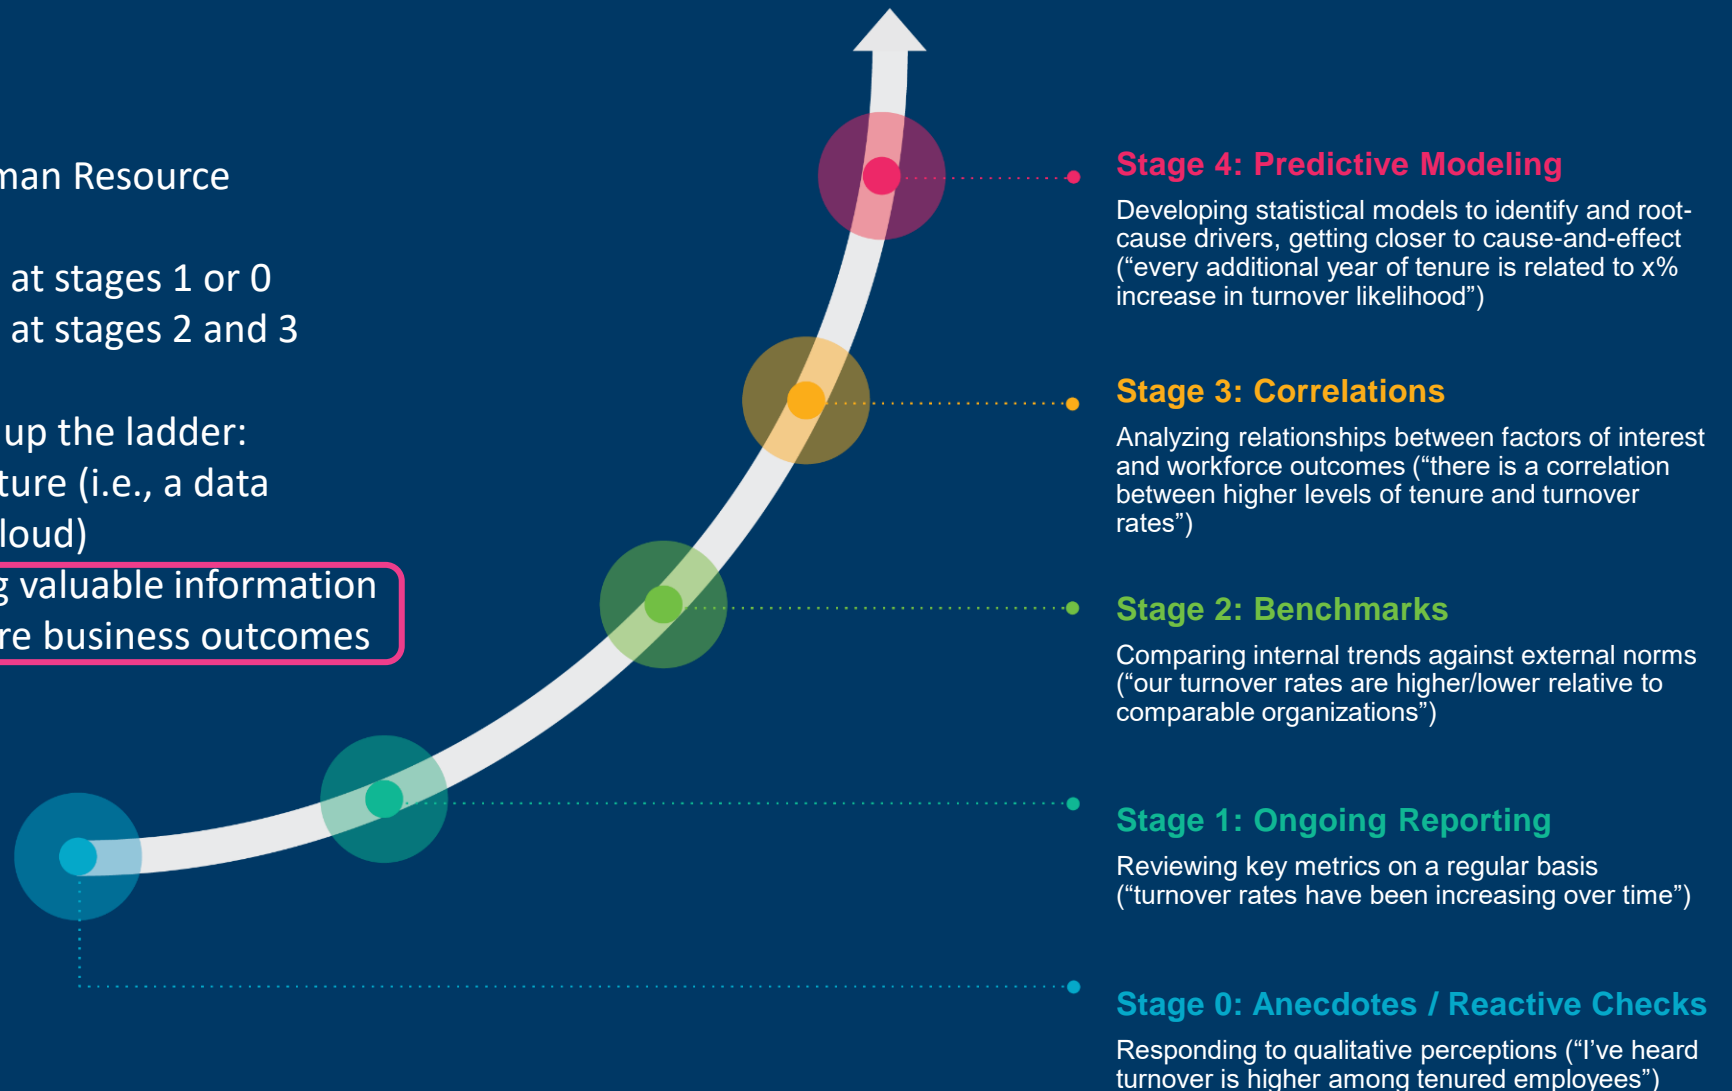 man Resource
at stages 1 or 0
at stages 2 and 3
up the ladder:
ture (i.e., a data
loud)
g valuable information
re business outcomes
Stage 4: Predictive Modeling
Developing statistical models to identify and root-
cause drivers, getting closer to cause-and-effect
(“every additional year of tenure is related to x%
increase in turnover likelihood”)
Stage 3: Correlations
Analyzing relationships between factors of interest
and workforce outcomes (“there is a correlation
between higher levels of tenure and turnover
rates”)
Stage 2: Benchmarks
Comparing internal trends against external norms
(“our turnover rates are higher/lower relative to
comparable organizations”)
Stage 1: Ongoing Reporting
Reviewing key metrics on a regular basis
(“turnover rates have been increasing over time”)
Stage 0: Anecdotes / Reactive Checks
Responding to qualitative perceptions (“I’ve heard
turnover is higher among tenured employees”)